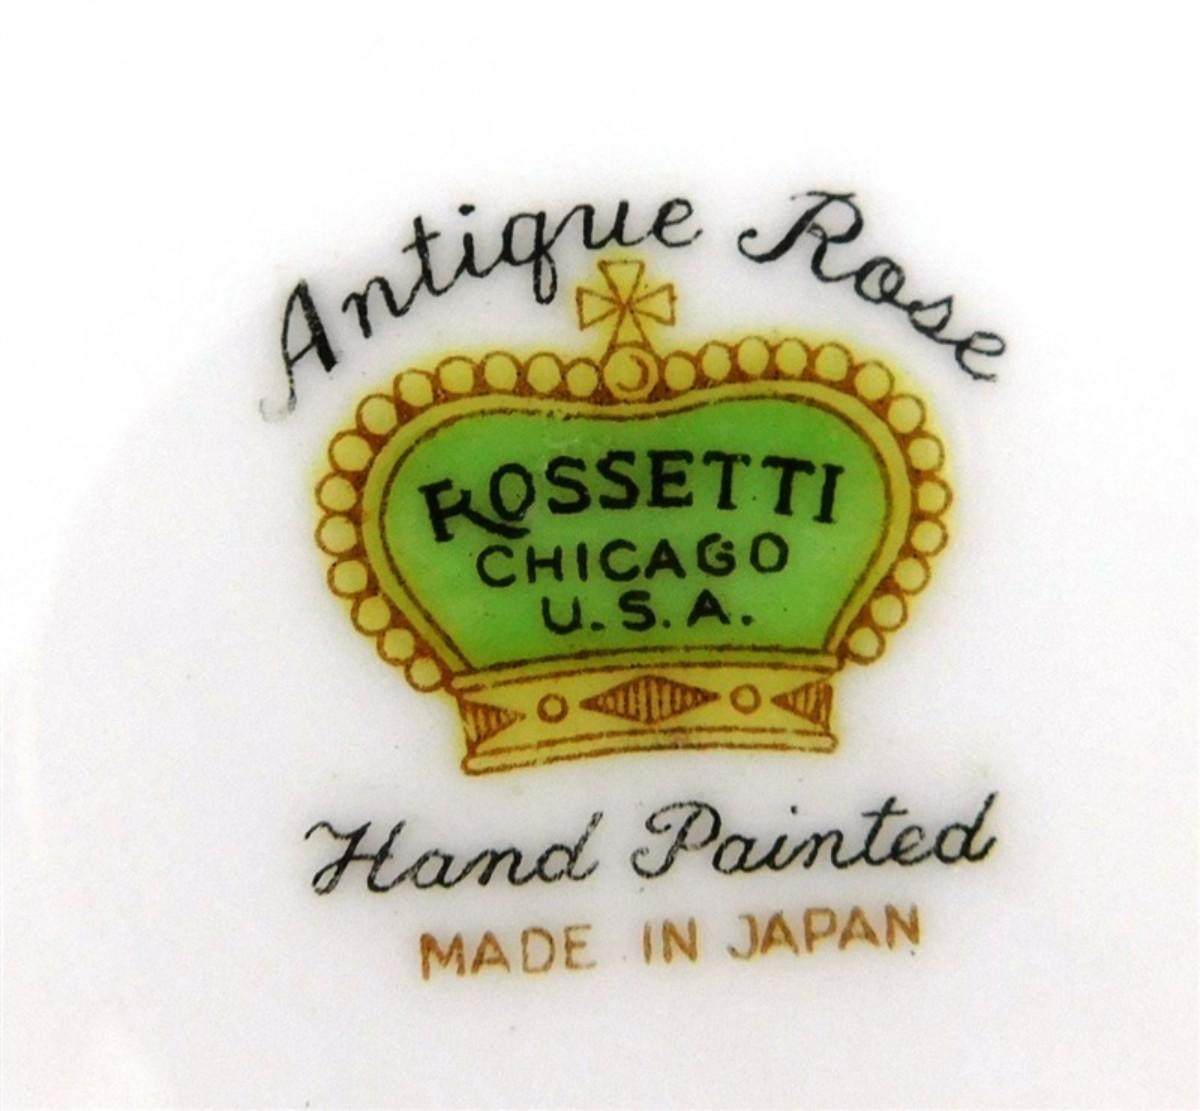 Antique Rose
ROSSETTI
CHICAGO
U.S.A.
Hand Painted
MADE IN JAPAN